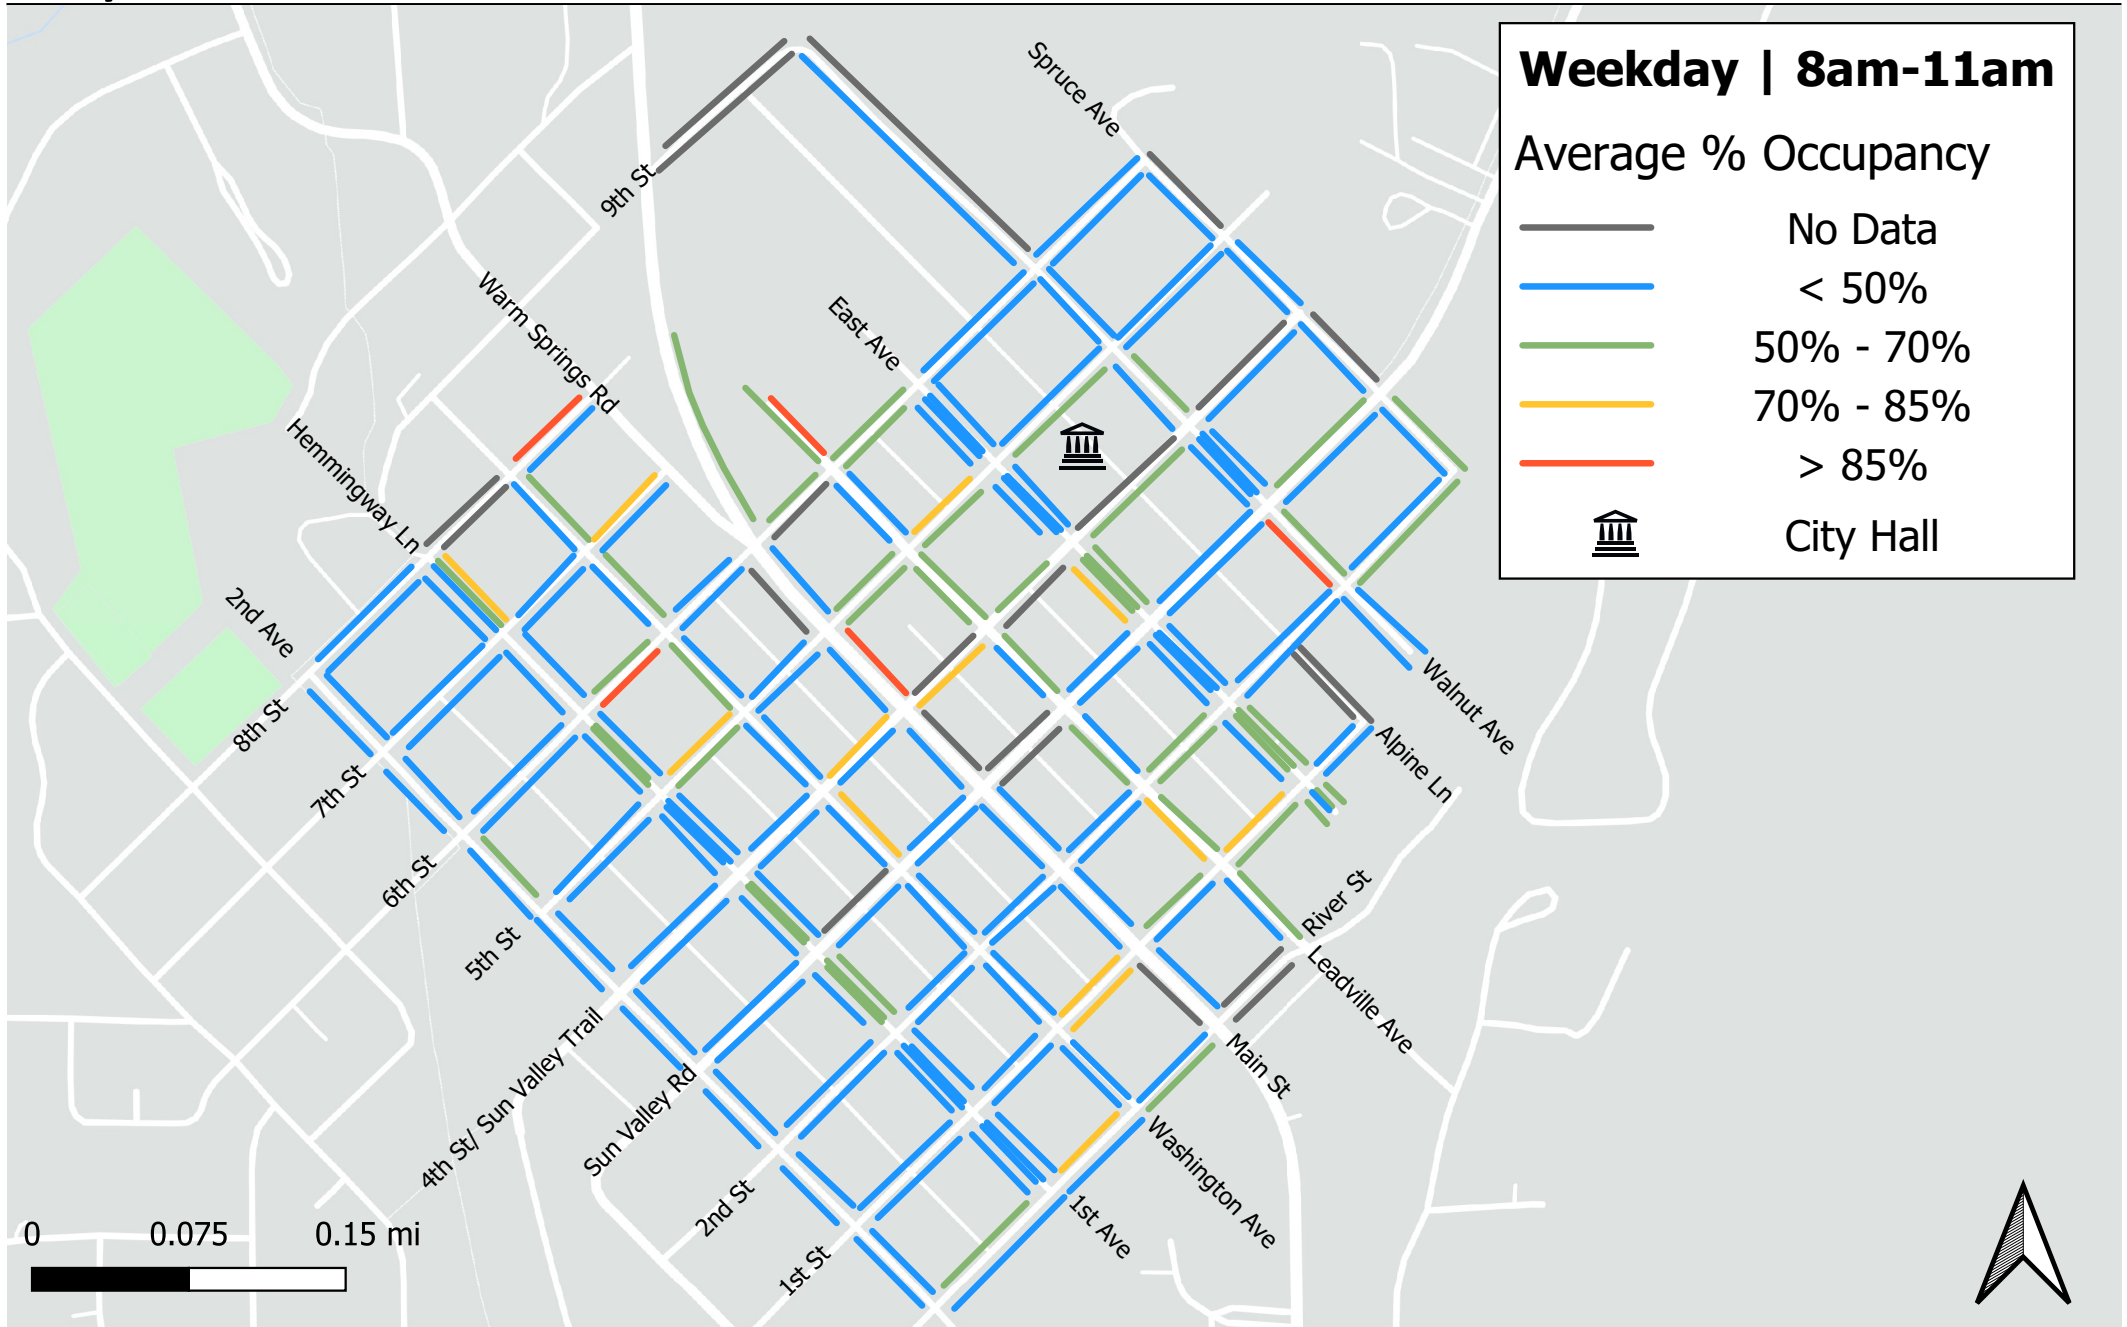 Weekday | 8am-11am
Average % Occupancy
No Data
< 50%
50% - 70%
70% - 85%
> 85%
City Hall
Spruce Ave
9th St
East Ave
Warm Springs Rd
Hemmingway Ln
2nd Ave
8th St
7th St
6th St
5th St
4th St/ Sun Valley Trail
Sun Valley Rd
2nd St
1st St
1st Ave
Washington Ave
Main St
Leadville Ave
River St
Alpine Ln
Walnut Ave
0 0.075 0.15 mi